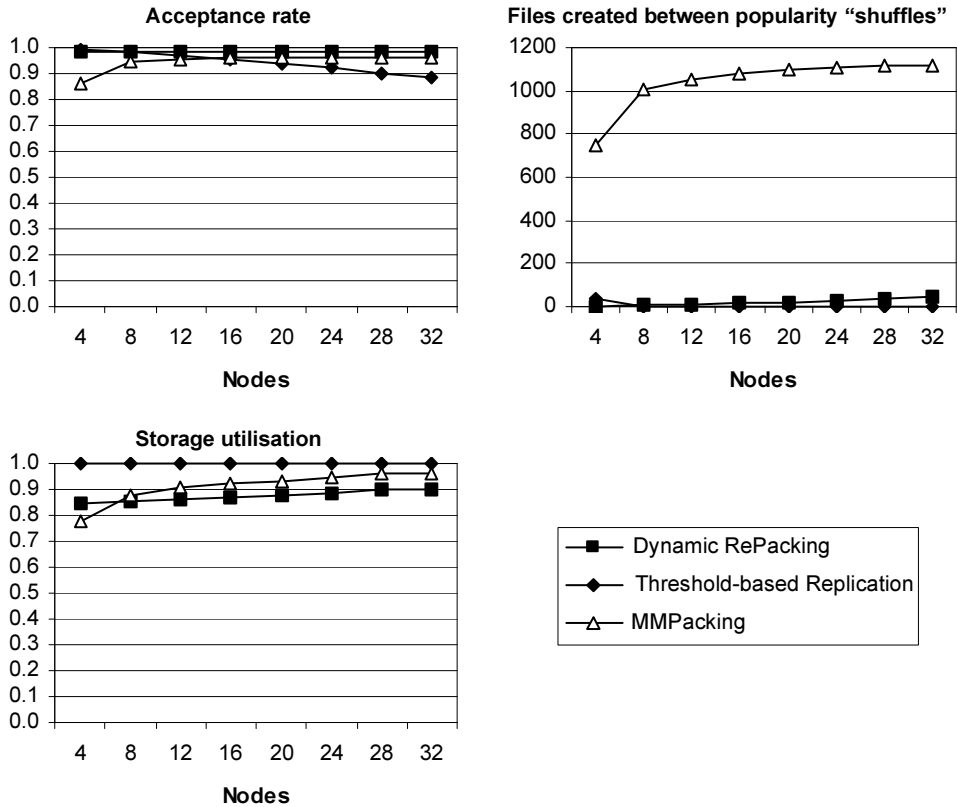 Acceptance rate
1.0
0.9
0.8
0.7
0.6
0.5
0.4
0.3
0.2
0.1
0.0
4 8 12 16 20 24 28 32
Nodes
Files created between popularity “shuffles”
1200
1000
800
600
400
200
0
4 8 12 16 20 24 28 32
Nodes
Storage utilisation
1.0
0.9
0.8
0.7
0.6
0.5
0.4
0.3
0.2
0.1
0.0
4 8 12 16 20 24 28 32
Nodes
Dynamic RePacking
Threshold-based Replication
MMPacking